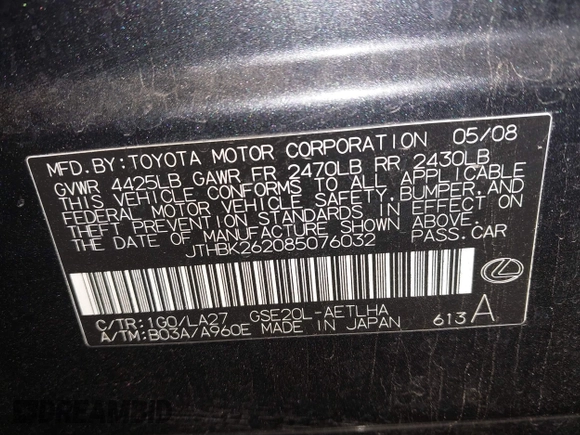 MFD.BY:TOYOTA MOTOR CORPORATION 05/08
GVWR 4425LB GAWR FR 2470LB RR 2430LB
THIS VEHICLE CONFORMS TO ALL APPLICABLE
FEDERAL MOTOR VEHICLE SAFETY,BUMPER,AND
THEFT PREVENTION STANDARDS IN EFFECT ON
THE DATE OF MANUFACTURE SHOWN ABOVE.
JTHBK262085076032 PASS.CAR
C/TR:1G0/LA27 GSE20L-AETLHA
A/TM:B03A/A960E MADE IN JAPAN 613 A
DREAMBID